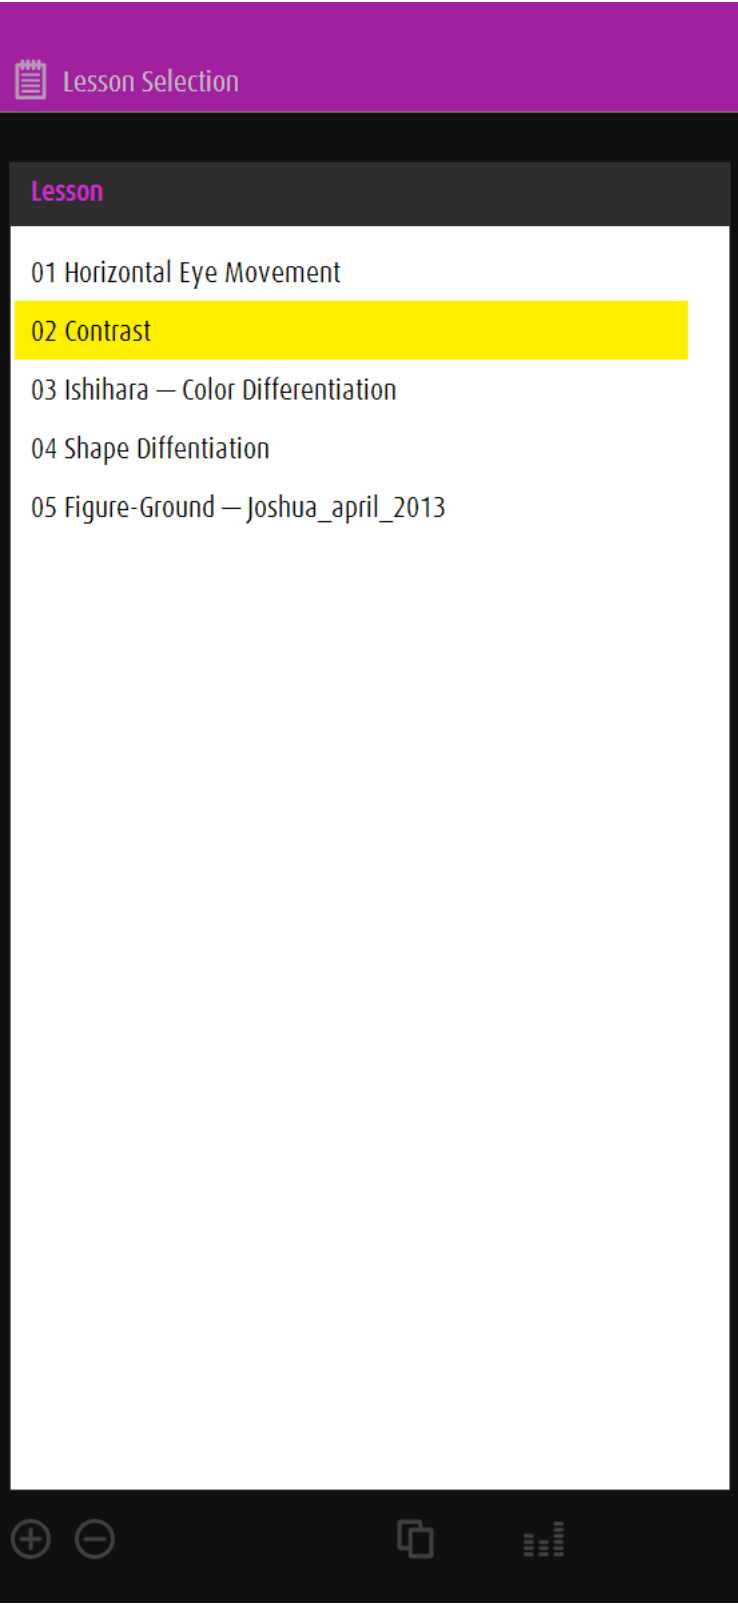 Lesson Selection
Lesson
01 Horizontal Eye Movement
02 Contrast
03 Ishihara — Color Differentiation
04 Shape Diffentiation
05 Figure-Ground — Joshua_april_2013